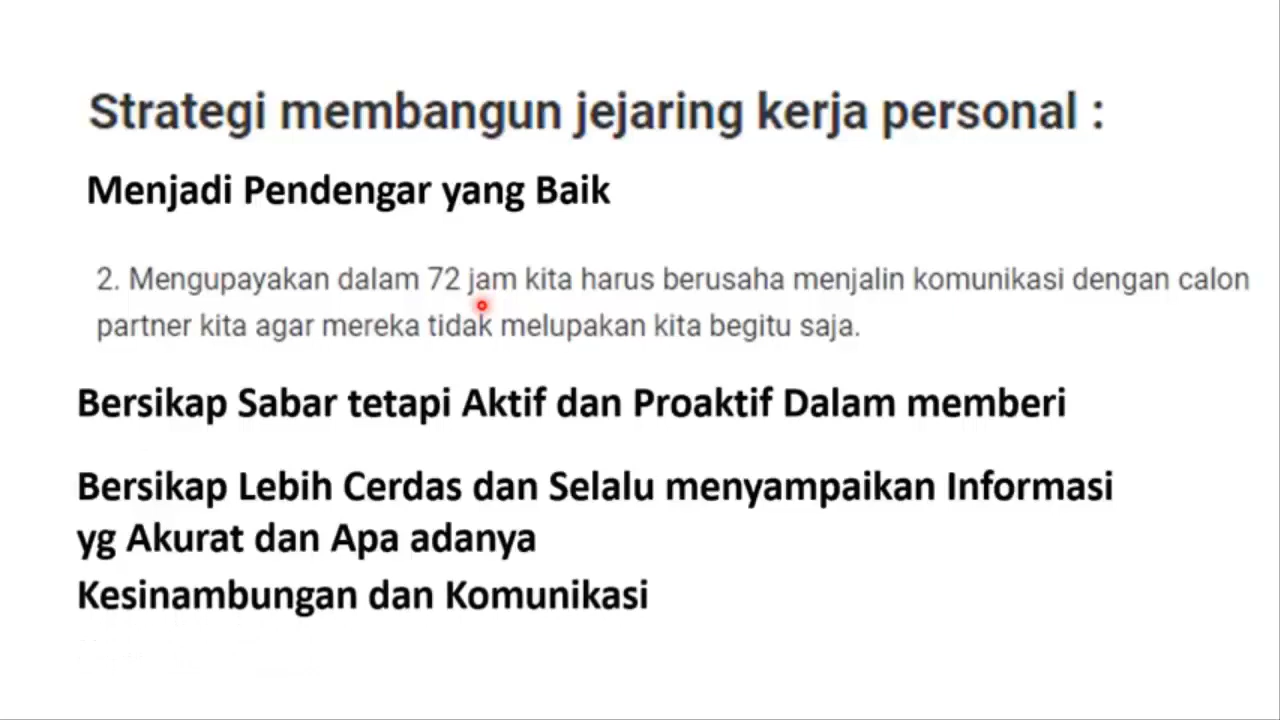 Strategi membangun jejaring kerja personal :
Menjadi Pendengar yang Baik
2. Mengupayakan dalam 72 jam kita harus berusaha menjalin komunikasi dengan calon
partner kita agar mereka tidak melupakan kita begitu saja.
Bersikap Sabar tetapi Aktif dan Proaktif Dalam memberi
Bersikap Lebih Cerdas dan Selalu menyampaikan Informasi
yg Akurat dan Apa adanya
Kesinambungan dan Komunikasi